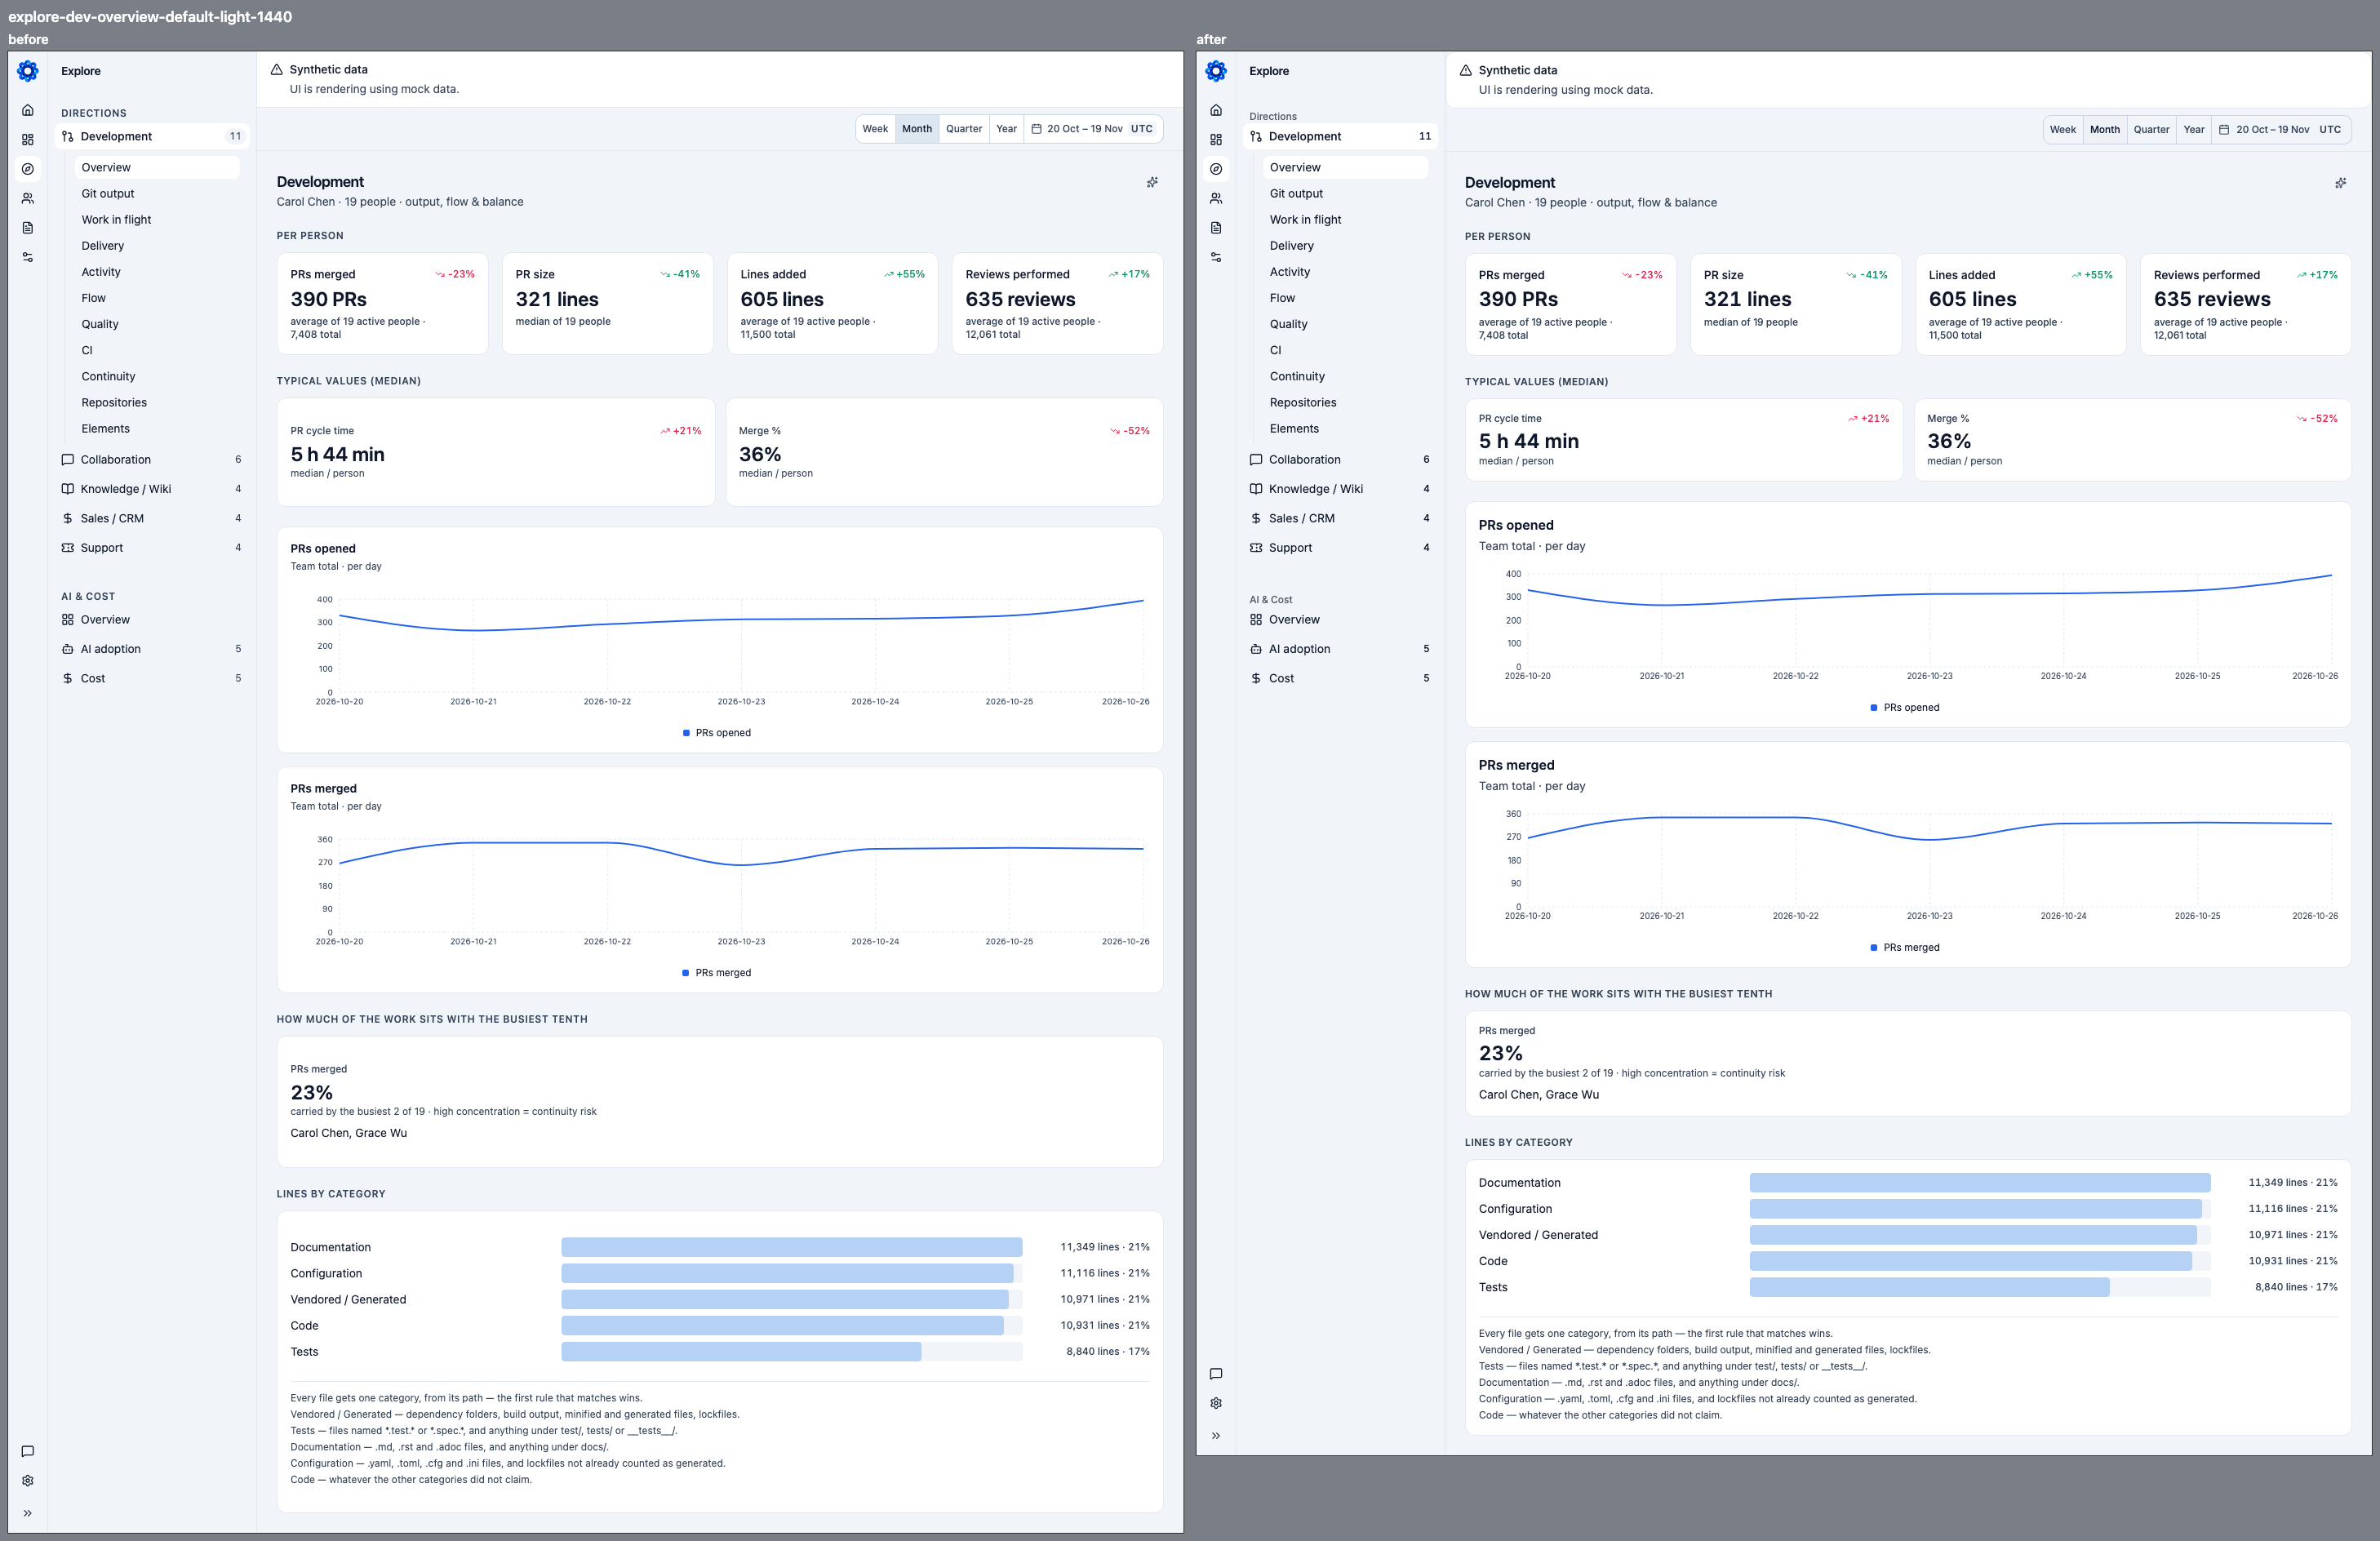 explore-dev-overview-default-light-1440
before
Explore
DIRECTIONS
Development 11
Overview
Git output
Work in flight
Delivery
Activity
Flow
Quality
CI
Continuity
Repositories
Elements
Collaboration 6
Knowledge / Wiki 4
Sales / CRM 4
Support 4
AI & COST
Overview
AI adoption 5
Cost 5
Synthetic data
UI is rendering using mock data.
Week Month Quarter Year 20 Oct – 19 Nov UTC
Development
Carol Chen · 19 people · output, flow & balance
PER PERSON
PRs merged -23%
390 PRs
average of 19 active people ·
7,408 total
PR size -41%
321 lines
median of 19 people
Lines added +55%
605 lines
average of 19 active people ·
11,500 total
Reviews performed +17%
635 reviews
average of 19 active people ·
12,061 total
TYPICAL VALUES (MEDIAN)
PR cycle time +21%
5 h 44 min
median / person
Merge % -52%
36%
median / person
PRs opened
Team total · per day
400
300
200
100
0
2026-10-20 2026-10-21 2026-10-22 2026-10-23 2026-10-24 2026-10-25 2026-10-26
PRs opened
PRs merged
Team total · per day
360
270
180
90
0
2026-10-20 2026-10-21 2026-10-22 2026-10-23 2026-10-24 2026-10-25 2026-10-26
PRs merged
HOW MUCH OF THE WORK SITS WITH THE BUSIEST TENTH
PRs merged
23%
carried by the busiest 2 of 19 · high concentration = continuity risk
Carol Chen, Grace Wu
LINES BY CATEGORY
Documentation 11,349 lines · 21%
Configuration 11,116 lines · 21%
Vendored / Generated 10,971 lines · 21%
Code 10,931 lines · 21%
Tests 8,840 lines · 17%
Every file gets one category, from its path — the first rule that matches wins.
Vendored / Generated — dependency folders, build output, minified and generated files, lockfiles.
Tests — files named *.test.* or *.spec.*, and anything under test/, tests/ or __tests__/.
Documentation — .md, .rst and .adoc files, and anything under docs/.
Configuration — .yaml, .toml, .cfg and .ini files, and lockfiles not already counted as generated.
Code — whatever the other categories did not claim.
after
Explore
Directions
Development 11
Overview
Git output
Work in flight
Delivery
Activity
Flow
Quality
CI
Continuity
Repositories
Elements
Collaboration 6
Knowledge / Wiki 4
Sales / CRM 4
Support 4
AI & Cost
Overview
AI adoption 5
Cost 5
Synthetic data
UI is rendering using mock data.
Week Month Quarter Year 20 Oct – 19 Nov UTC
Development
Carol Chen · 19 people · output, flow & balance
PER PERSON
PRs merged -23%
390 PRs
average of 19 active people ·
7,408 total
PR size -41%
321 lines
median of 19 people
Lines added +55%
605 lines
average of 19 active people ·
11,500 total
Reviews performed +17%
635 reviews
average of 19 active people ·
12,061 total
TYPICAL VALUES (MEDIAN)
PR cycle time +21%
5 h 44 min
median / person
Merge % -52%
36%
median / person
PRs opened
Team total · per day
400
300
200
100
0
2026-10-20 2026-10-21 2026-10-22 2026-10-23 2026-10-24 2026-10-25 2026-10-26
PRs opened
PRs merged
Team total · per day
360
270
180
90
0
2026-10-20 2026-10-21 2026-10-22 2026-10-23 2026-10-24 2026-10-25 2026-10-26
PRs merged
HOW MUCH OF THE WORK SITS WITH THE BUSIEST TENTH
PRs merged
23%
carried by the busiest 2 of 19 · high concentration = continuity risk
Carol Chen, Grace Wu
LINES BY CATEGORY
Documentation 11,349 lines · 21%
Configuration 11,116 lines · 21%
Vendored / Generated 10,971 lines · 21%
Code 10,931 lines · 21%
Tests 8,840 lines · 17%
Every file gets one category, from its path — the first rule that matches wins.
Vendored / Generated — dependency folders, build output, minified and generated files, lockfiles.
Tests — files named *.test.* or *.spec.*, and anything under test/, tests/ or __tests__/.
Documentation — .md, .rst and .adoc files, and anything under docs/.
Configuration — .yaml, .toml, .cfg and .ini files, and lockfiles not already counted as generated.
Code — whatever the other categories did not claim.